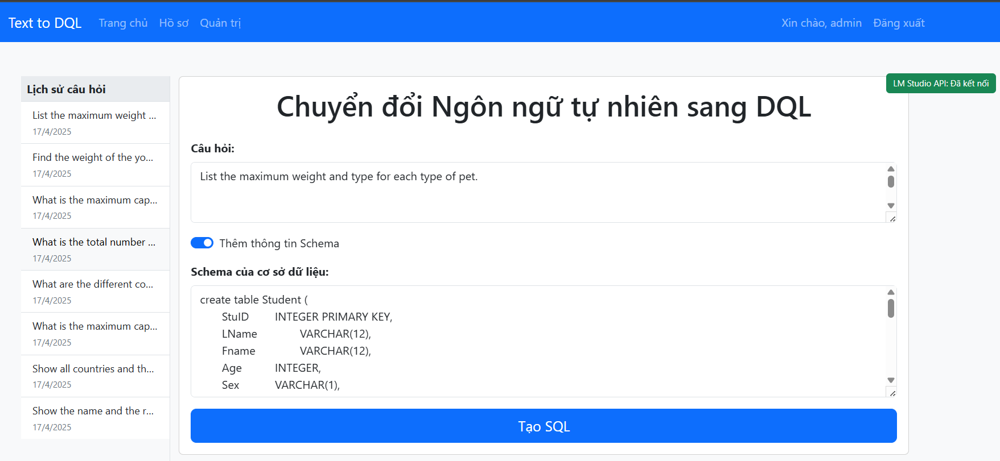 Text to DQL
Trang chủ
Hồ sơ
Quản trị
Xin chào, admin
Đăng xuất
Lịch sử câu hỏi
List the maximum weight ...
17/4/2025
Find the weight of the yo...
17/4/2025
What is the maximum cap...
17/4/2025
What is the total number ...
17/4/2025
What are the different co...
17/4/2025
What is the maximum cap...
17/4/2025
Show all countries and th...
17/4/2025
Show the name and the r...
17/4/2025
LM Studio API: Đã kết nối
Chuyển đổi Ngôn ngữ tự nhiên sang DQL
Câu hỏi:
List the maximum weight and type for each type of pet.
Thêm thông tin Schema
Schema của cơ sở dữ liệu:
create table Student (
StuID INTEGER PRIMARY KEY,
LName VARCHAR(12),
Fname VARCHAR(12),
Age INTEGER,
Sex VARCHAR(1),
Tạo SQL